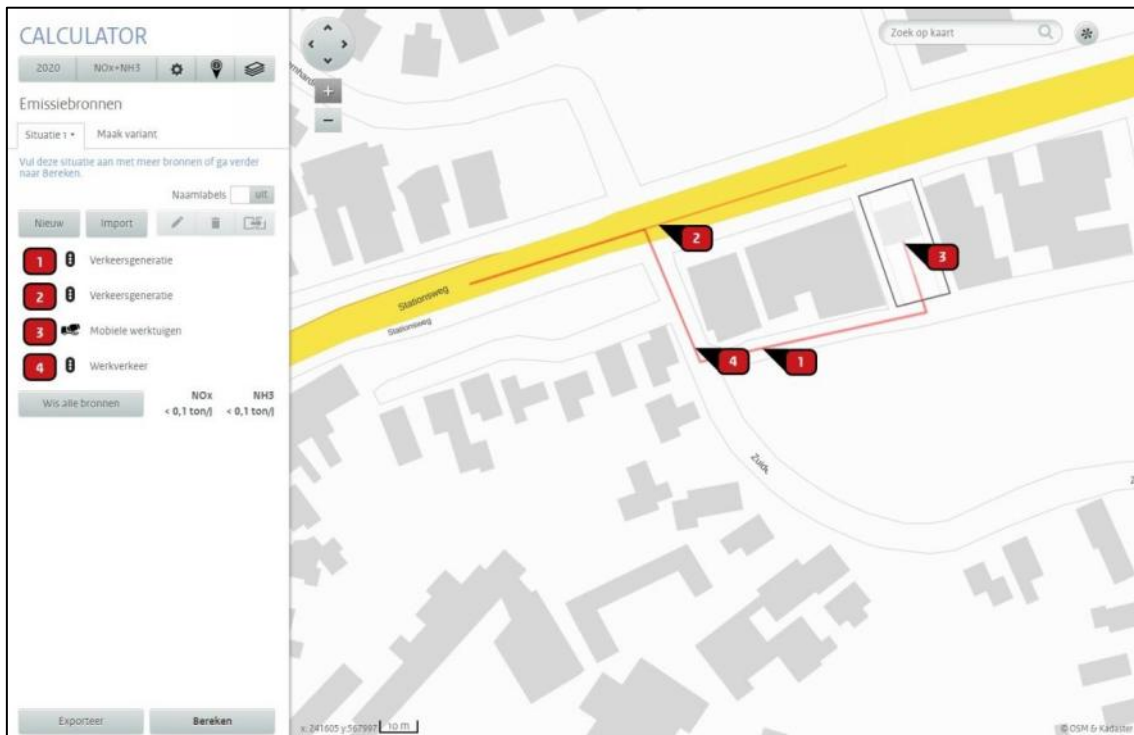 CALCULATOR
2020 NOx+NH3
Emissiebronnen
Situatie 1 Maak variant
Vul deze situatie aan met meer bronnen of ga verder
naar Bereken.
Naamlabels uit
Nieuw Import
1 Verkeersgeneratie
2 Verkeersgeneratie
3 Mobiele werktuigen
4 Werkverkeer
Wis alle bronnen NOx NH3
< 0,1 ton/j < 0,1 ton/j
Exporteer Bereken
Zoek op kaart
+
−
2
3
Stationsweg
Stationsweg
4
1
Zuide
x: 241605 y:567997 10 m
© OSM & Kadaster